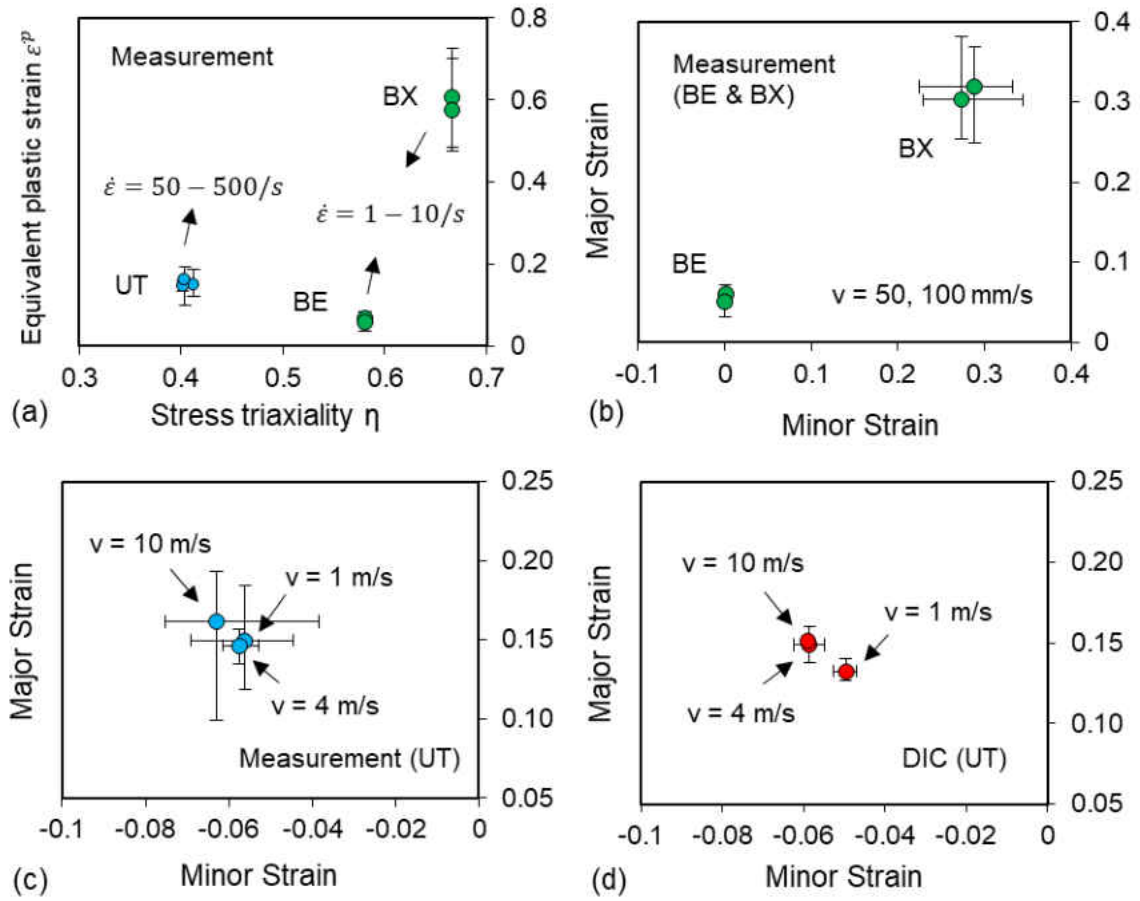 Equivalent plastic strain εᵖ
Measurement
BX
ε̇ = 50 − 500/s
ε̇ = 1 − 10/s
UT
BE
0.8
0.6
0.4
0.2
0
0.3 0.4 0.5 0.6 0.7
(a) Stress triaxiality η
Major Strain
Measurement
(BE & BX)
BX
BE
v = 50, 100 mm/s
0.4
0.3
0.2
0.1
0
-0.1 0 0.1 0.2 0.3 0.4
(b) Minor Strain
Major Strain
v = 10 m/s
v = 1 m/s
v = 4 m/s
Measurement (UT)
0.25
0.20
0.15
0.10
0.05
-0.1 -0.08 -0.06 -0.04 -0.02 0
(c) Minor Strain
Major Strain
v = 10 m/s
v = 1 m/s
v = 4 m/s
DIC (UT)
0.25
0.20
0.15
0.10
0.05
-0.1 -0.08 -0.06 -0.04 -0.02 0
(d) Minor Strain